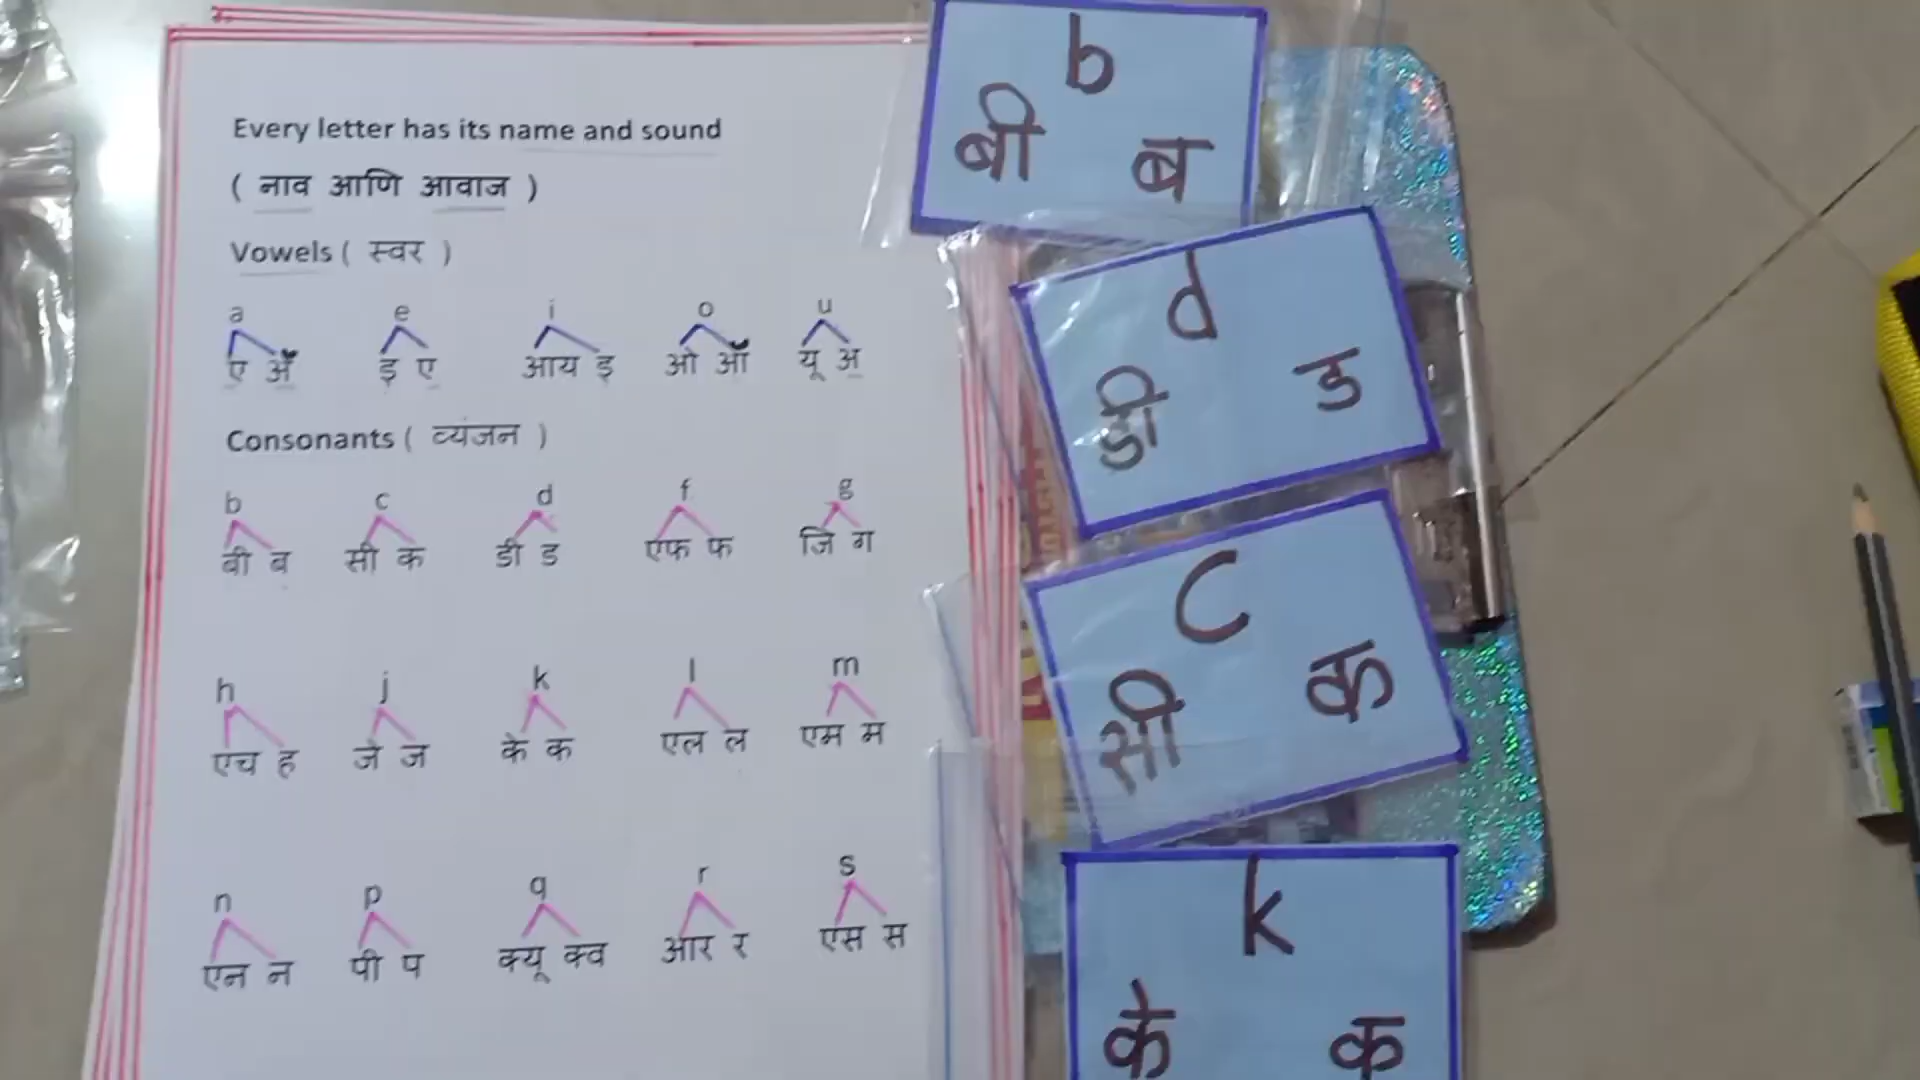 Every letter has its name and sound
( नाव आणि आवाज )
Vowels ( स्वर )
a e i o u
ए ॲ इ ए आय इ ओ ऑ यू अ
Consonants ( व्यंजन )
b c d f g
बी ब सी क डी ड एफ फ जि ग
h j k l m
एच ह जे ज के क एल ल एम म
n p q r s
एन न पी प क्यू क्व आर र एस स
b
बी ब
d
डी ड
C
सी क
k
के क